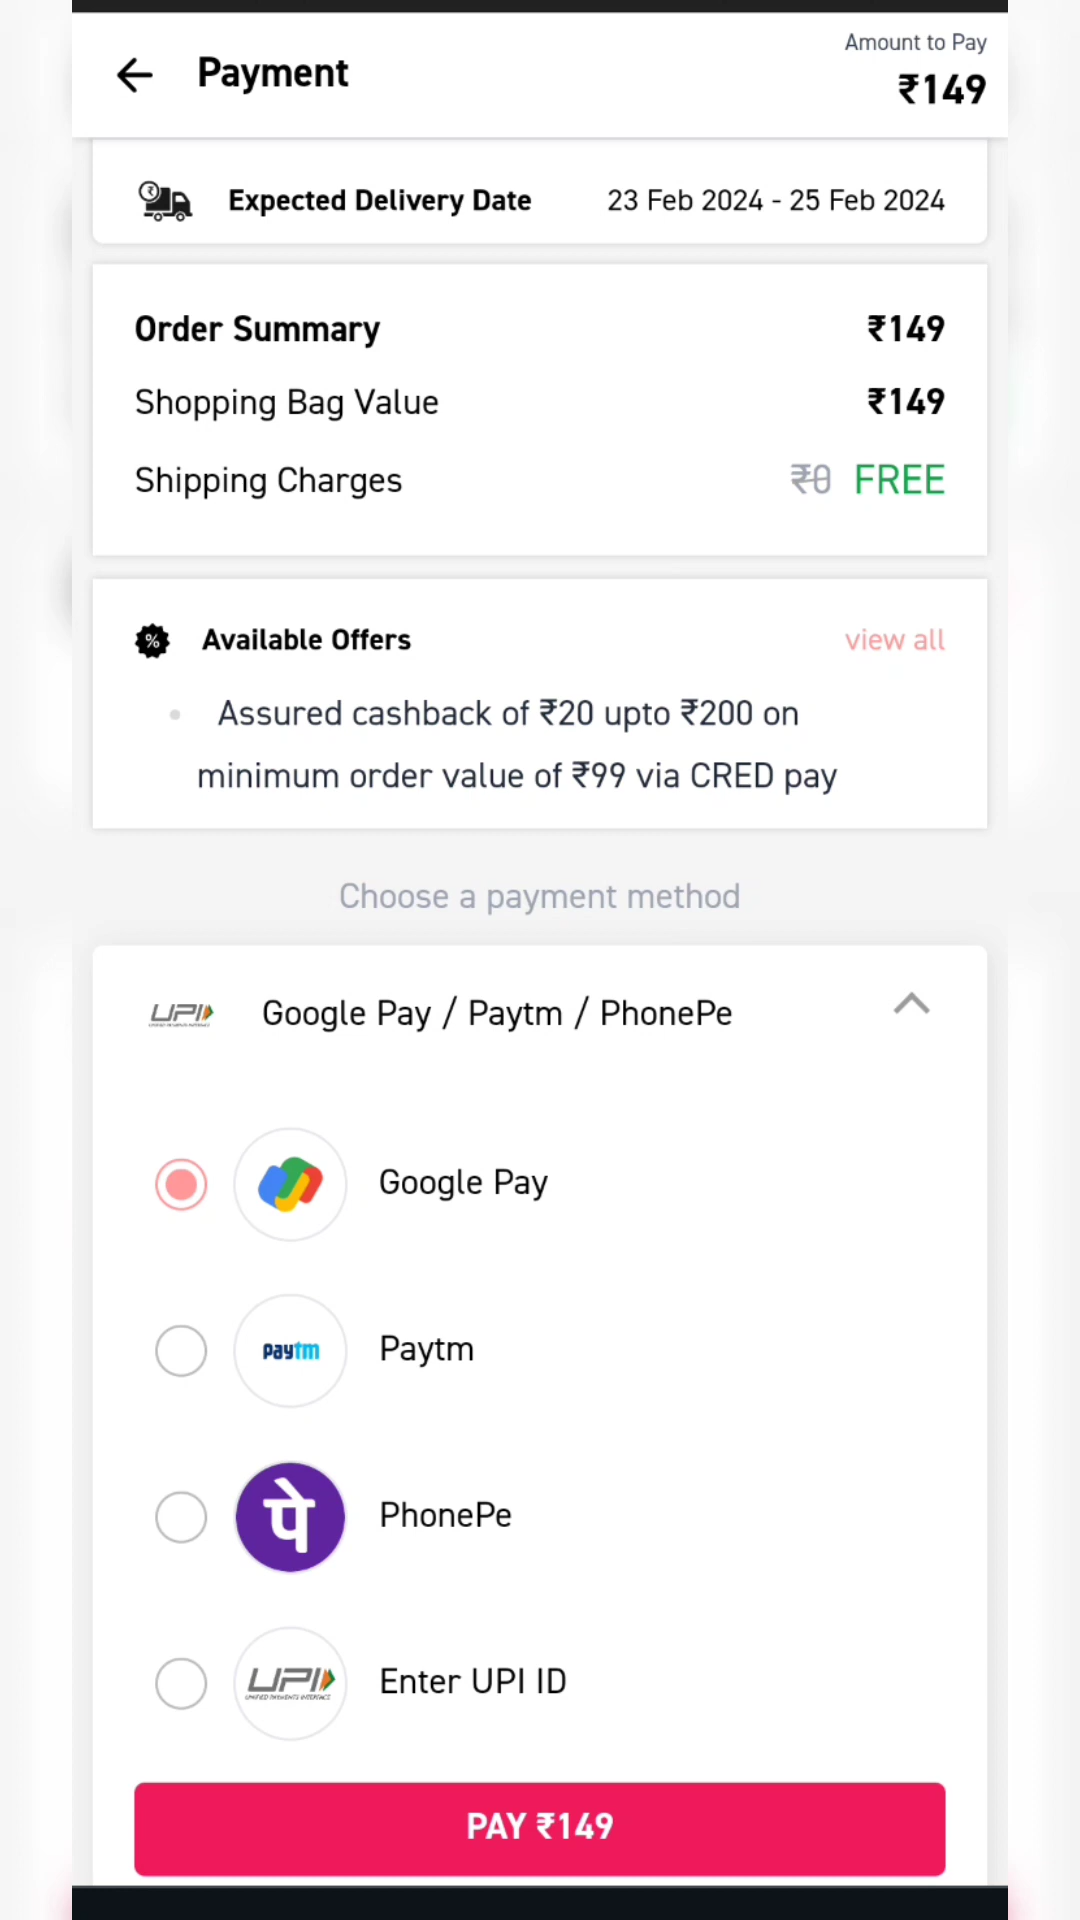 Payment
Amount to Pay
₹149
Expected Delivery Date 23 Feb 2024 - 25 Feb 2024
Order Summary ₹149
Shopping Bag Value ₹149
Shipping Charges ₹0 FREE
% Available Offers view all
Assured cashback of ₹20 upto ₹200 on
minimum order value of ₹99 via CRED pay
Choose a payment method
UPI Google Pay / Paytm / PhonePe
Google Pay
paytm Paytm
पे PhonePe
UPI Enter UPI ID
UNIFIED PAYMENTS INTERFACE
PAY ₹149